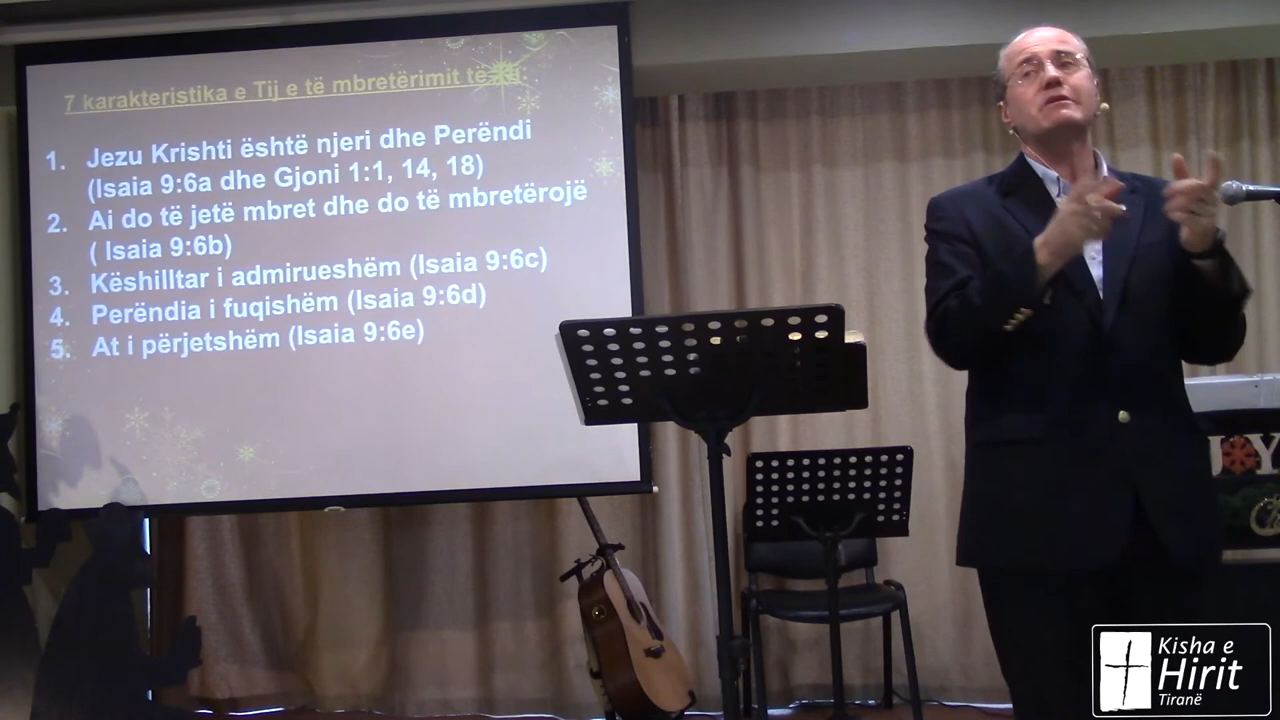 7 karakteristika e Tij e të mbretërimit të
1. Jezu Krishti është njeri dhe Perëndi
(Isaia 9:6a dhe Gjoni 1:1, 14, 18)
2. Ai do të jetë mbret dhe do të mbretërojë
( Isaia 9:6b)
3. Këshilltar i admirueshëm (Isaia 9:6c)
4. Perëndia i fuqishëm (Isaia 9:6d)
5. At i përjetshëm (Isaia 9:6e)
JOY
Kisha e
Hirit
Tiranë